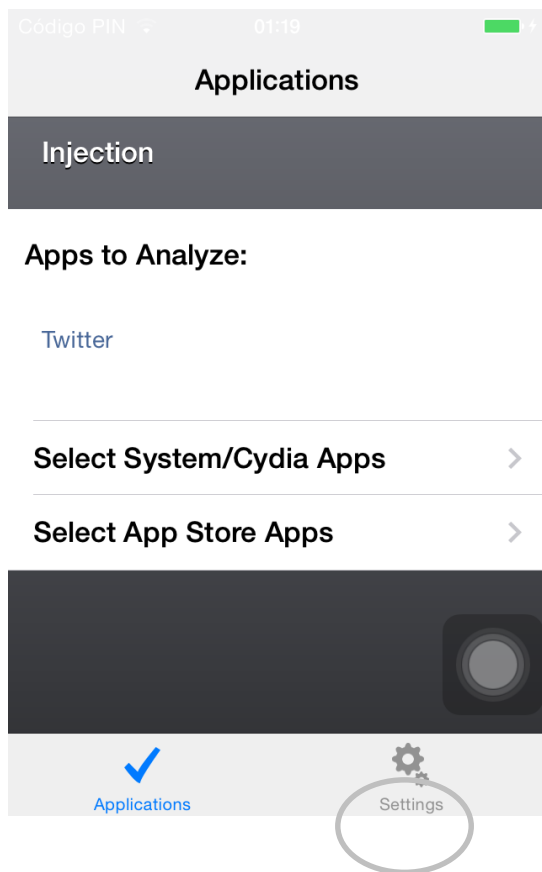 Código PIN 01:19
Applications
Injection
Apps to Analyze:
Twitter
Select System/Cydia Apps
Select App Store Apps
Applications Settings